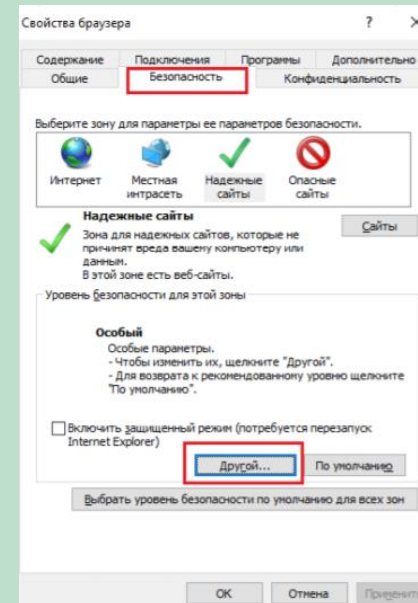 Свойства браузера ? ×
Содержание Подключения Программы Дополнительно
Общие Безопасность Конфиденциальность
Выберите зону для параметры ее параметров безопасности.
Интернет Местная интрасеть Надежные сайты Опасные сайты
Надежные сайты
Сайты
Зона для надежных сайтов, которые не
причинят вреда вашему компьютеру или
данным.
В этой зоне есть веб-сайты.
Уровень безопасности для этой зоны
Особый
Особые параметры.
- Чтобы изменить их, щелкните "Другой".
- Для возврата к рекомендованному уровню щелкните
"По умолчанию".
Включить защищенный режим (потребуется перезапуск
Internet Explorer)
Другой... По умолчанию
Выбрать уровень безопасности по умолчанию для всех зон
OK Отмена Применить